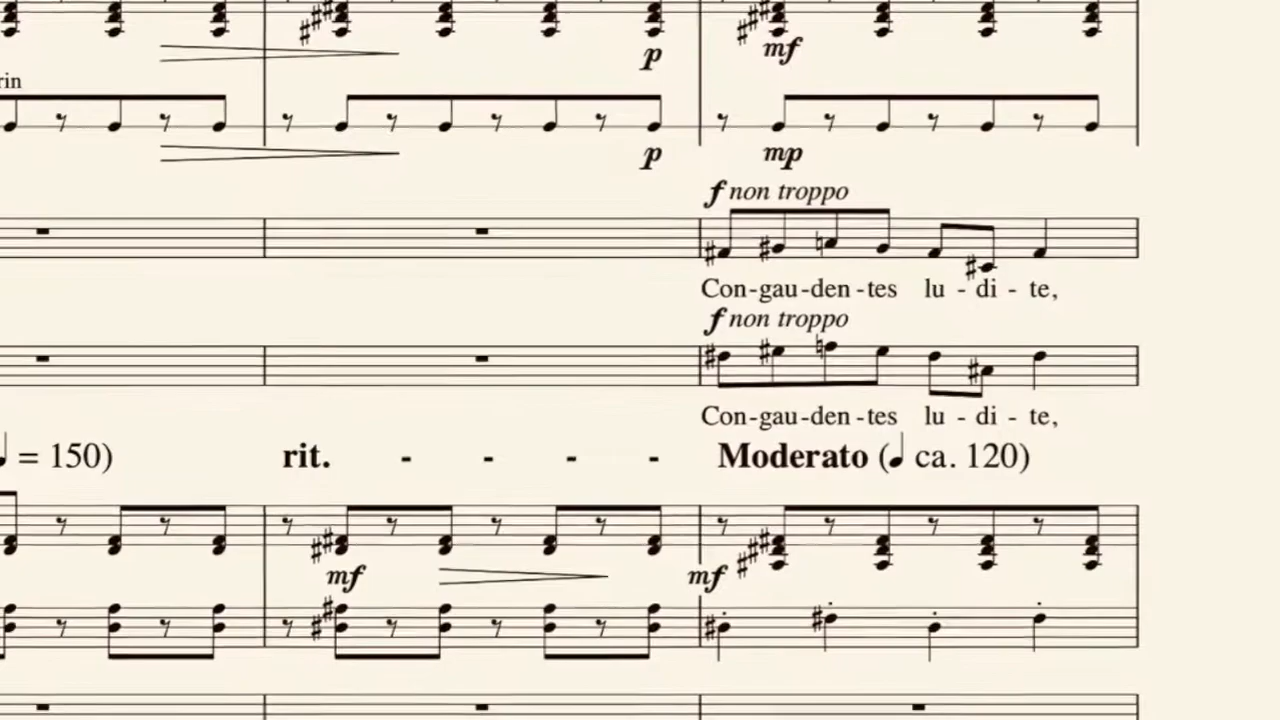 p
mf
rin
p
mp
f non troppo
Con-gau-den-tes lu-di-te,
f non troppo
Con-gau-den-tes lu-di-te,
♩ = 150)
rit. - - - -
Moderato (♩ ca. 120)
mf
mf